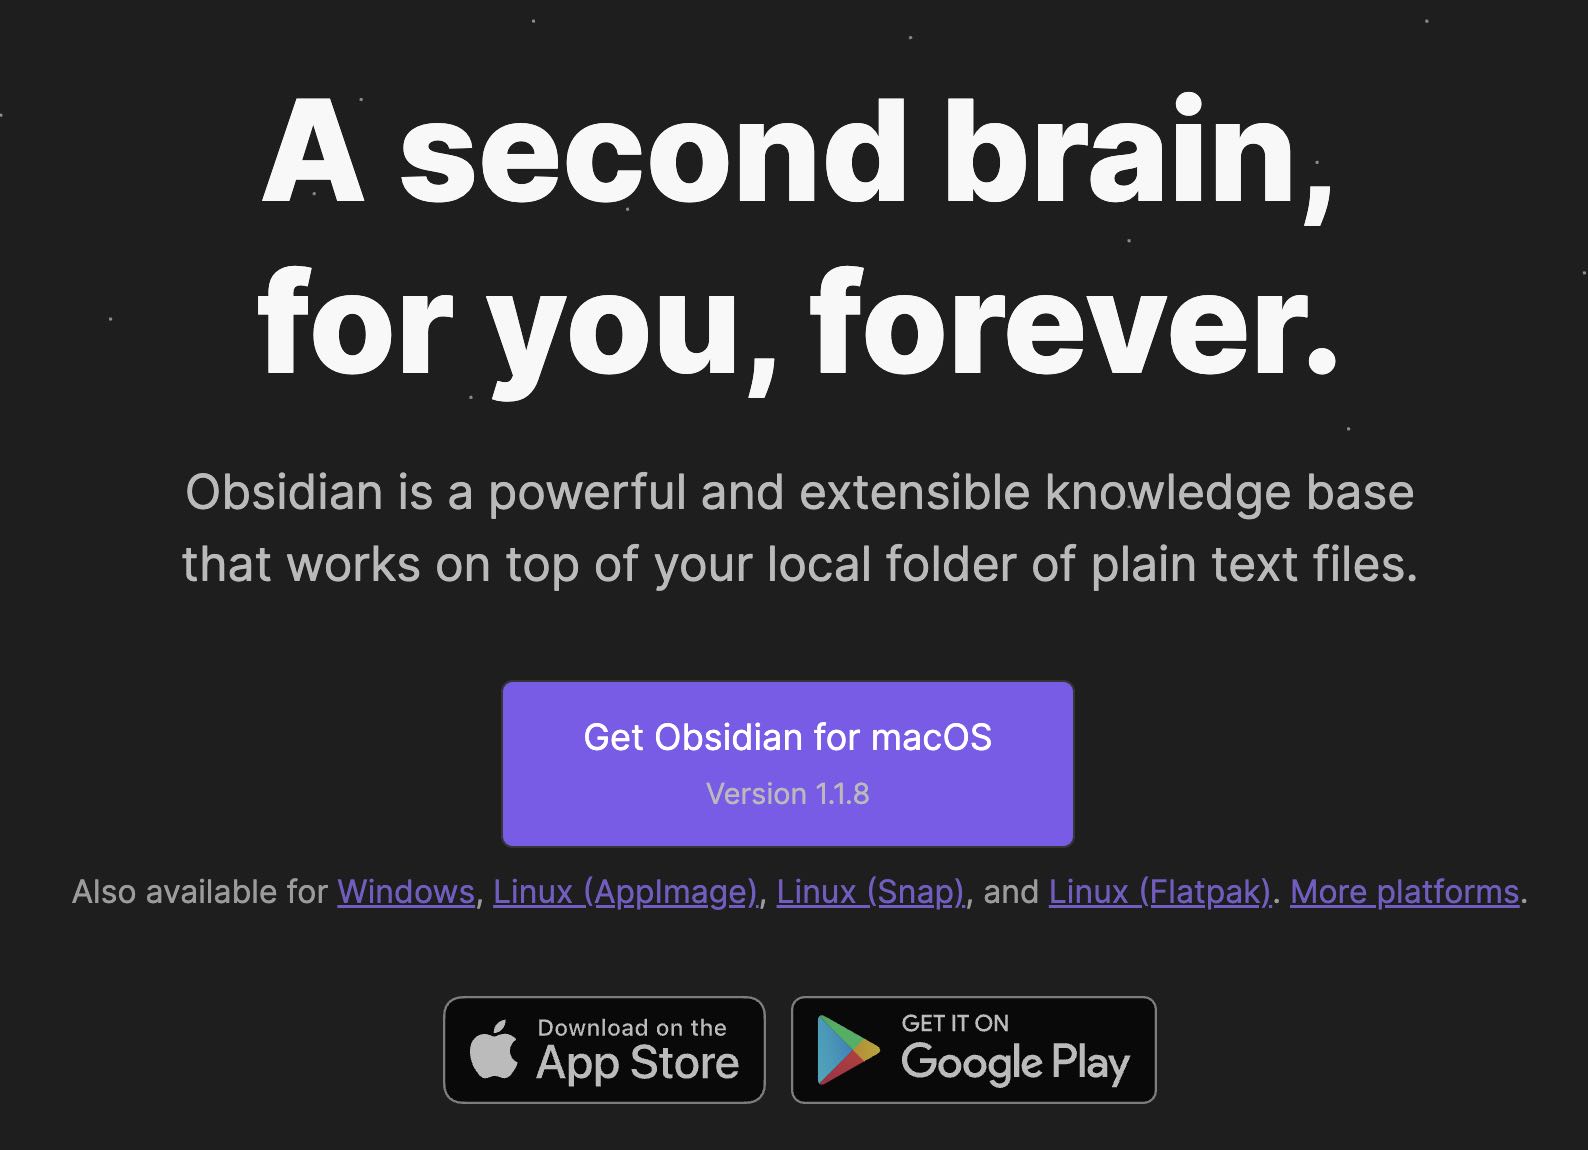 A second brain,
for you, forever.
Obsidian is a powerful and extensible knowledge base
that works on top of your local folder of plain text files.
Get Obsidian for macOS
Version 1.1.8
Also available for Windows, Linux (AppImage), Linux (Snap), and Linux (Flatpak). More platforms.
Download on the
App Store
GET IT ON
Google Play